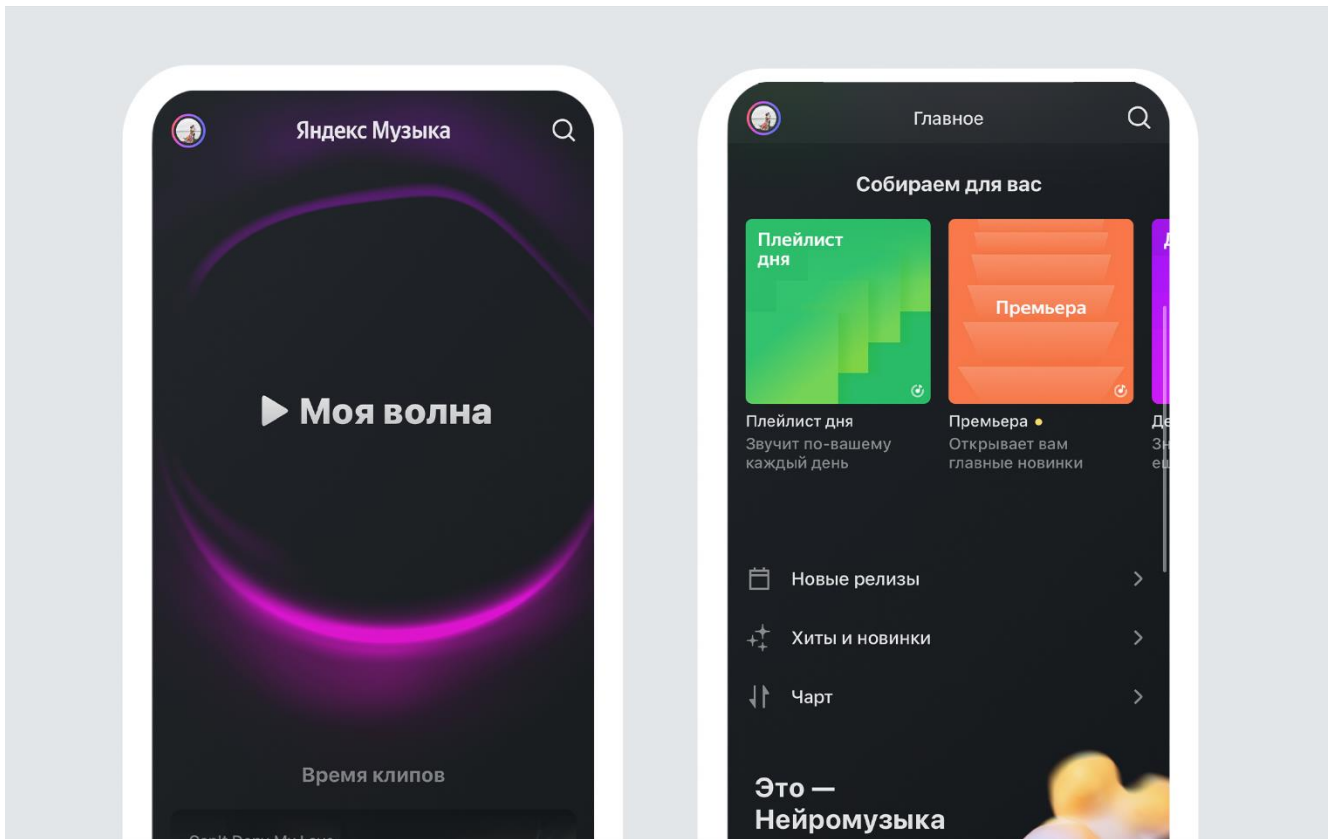 Яндекс Музыка
Моя волна
Время клипов
Главное
Собираем для вас
Плейлист
дня
Премьера
Плейлист дня
Звучит по-вашему
каждый день
Премьера
Открывает вам
главные новинки
Новые релизы
Хиты и новинки
Чарт
Это —
Нейромузыка